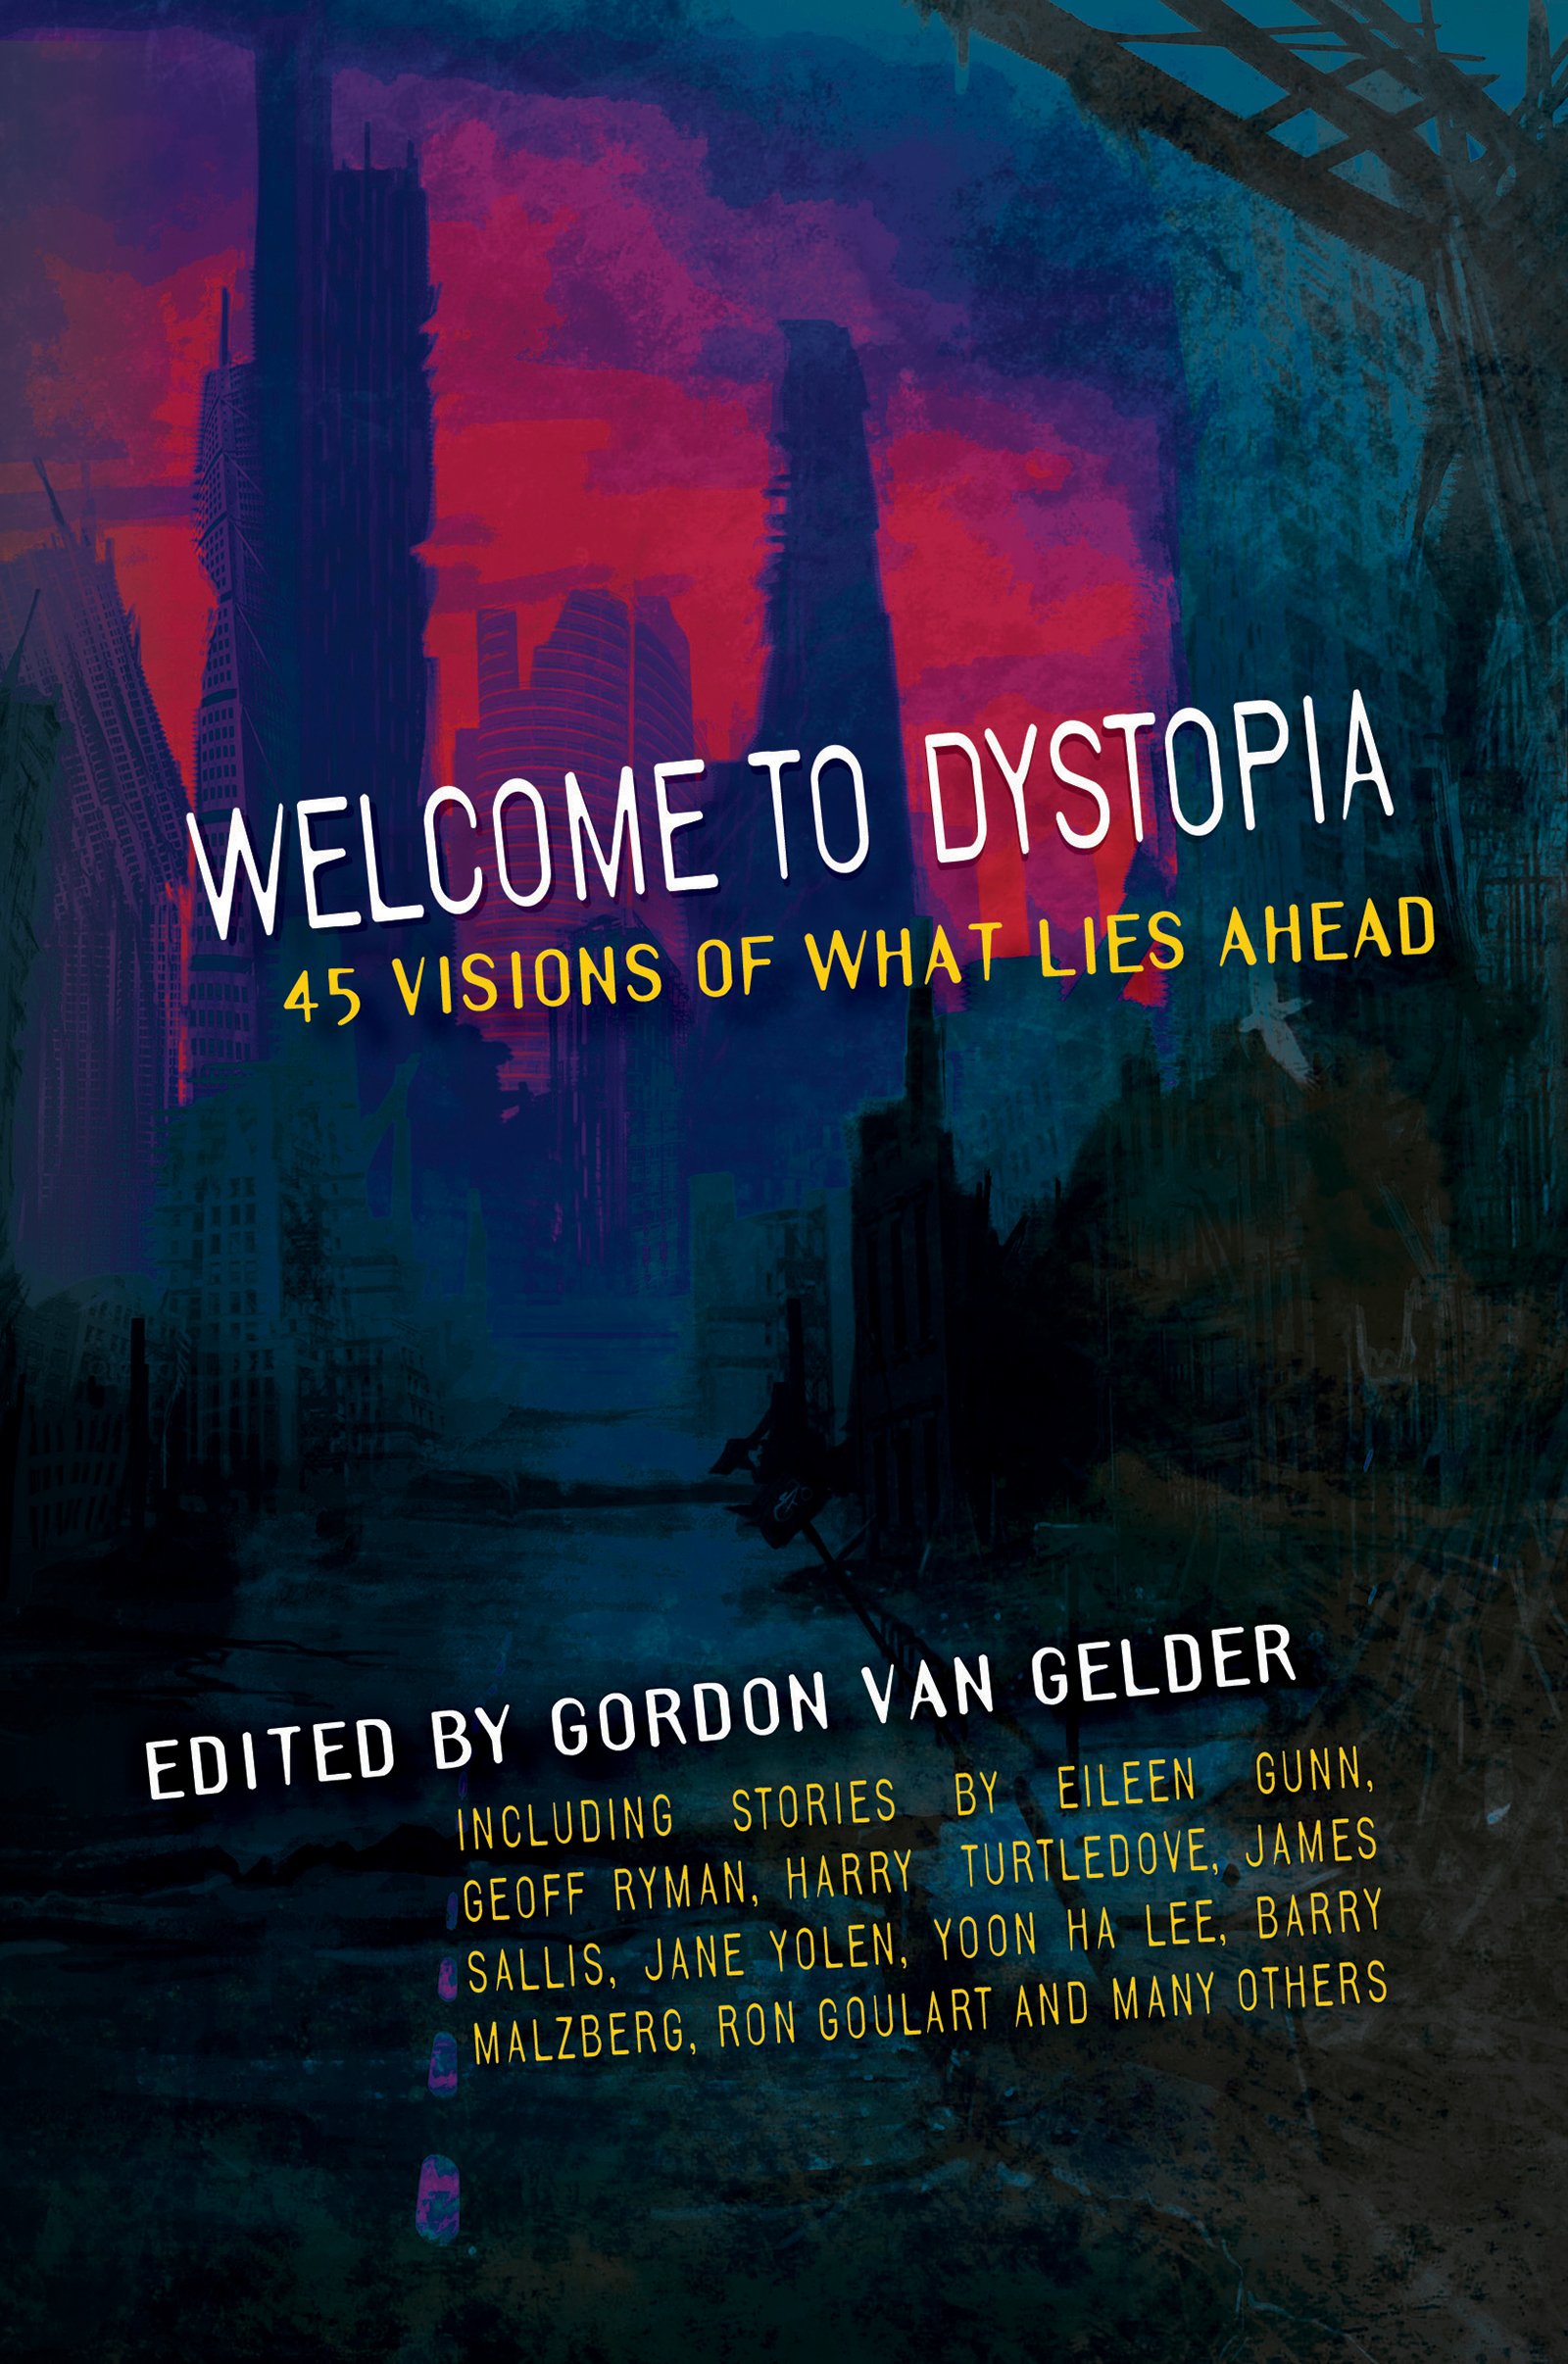 WELCOME TO DYSTOPIA
45 VISIONS OF WHAT LIES AHEAD
EDITED BY GORDON VAN GELDER
INCLUDING STORIES BY EILEEN GUNN,
GEOFF RYMAN, HARRY TURTLEDOVE, JAMES
SALLIS, JANE YOLEN, YOON HA LEE, BARRY
MALZBERG, RON GOULART AND MANY OTHERS